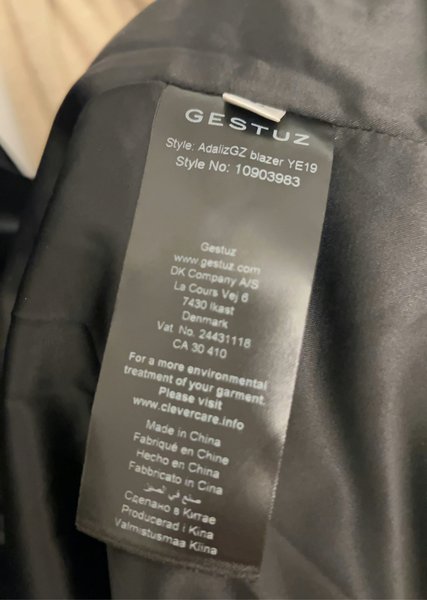 GESTUZ
Style: AdalizGZ blazer YE19
Style No: 10903983
Gestuz
www.gestuz.com
DK Company A/S
La Cours Vej 6
7430 Ikast
Denmark
Vat. No. 24431118
CA 30 410
For a more environmental
treatment of your garment.
Please visit
www.clevercare.info
Made in China
Fabriqué en Chine
Hecho en China
Fabbricato in Cina
صنع في الصين
Сделано в Китае
Producerad i Kina
Valmistusmaa Kiina